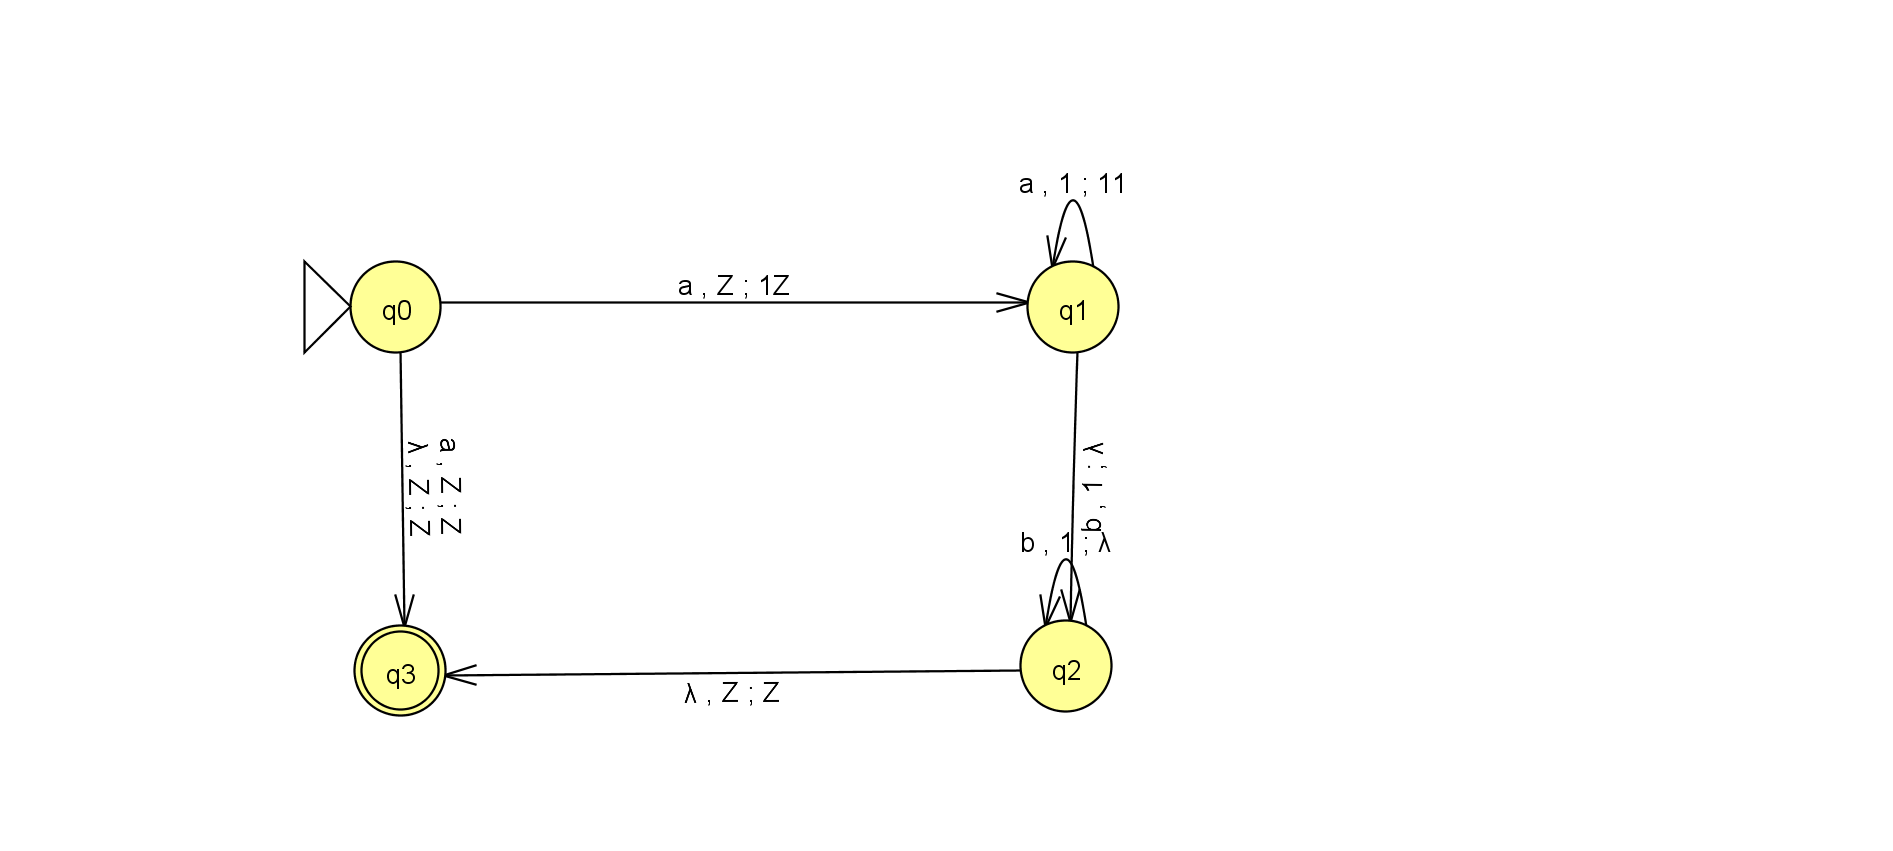 a , 1 ; 11
a , Z ; 1Z
q0
q1
a , Z ; Z
λ , Z ; Z
b , 1 ; λ
b , 1 ; λ
q3
q2
λ , Z ; Z